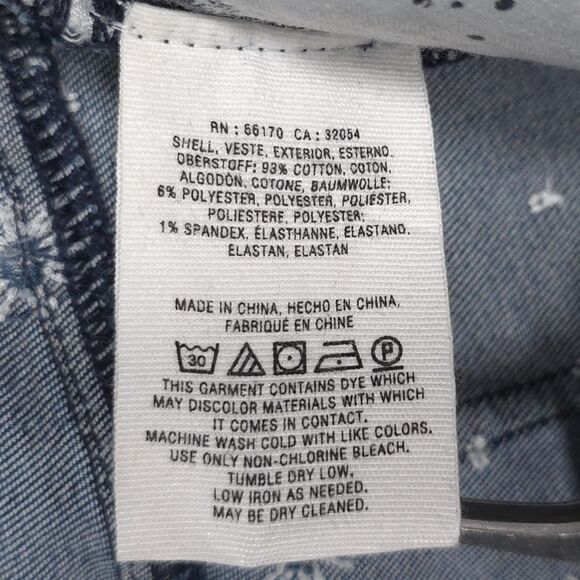 RN : 66170 CA : 32054
SHELL, VESTE, EXTERIOR, ESTERNO,
OBERSTOFF: 93% COTTON, COTON,
ALGODÓN, COTONE, BAUMWOLLE;
6% POLYESTER, POLYESTER, POLIÉSTER,
POLIESTERE, POLYESTER;
1% SPANDEX, ÉLASTHANNE, ELASTANO,
ELASTAN, ELASTAN
MADE IN CHINA, HECHO EN CHINA,
FABRIQUÉ EN CHINE
30 P
THIS GARMENT CONTAINS DYE WHICH
MAY DISCOLOR MATERIALS WITH WHICH
IT COMES IN CONTACT.
MACHINE WASH COLD WITH LIKE COLORS.
USE ONLY NON-CHLORINE BLEACH.
TUMBLE DRY LOW.
LOW IRON AS NEEDED.
MAY BE DRY CLEANED.